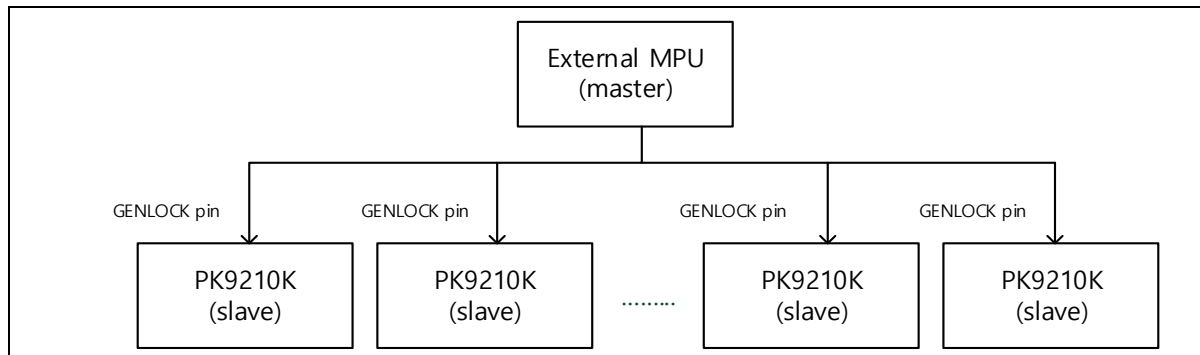 External MPU
(master)
GENLOCK pin
GENLOCK pin
GENLOCK pin
GENLOCK pin
PK9210K
(slave)
PK9210K
(slave)
.........
PK9210K
(slave)
PK9210K
(slave)